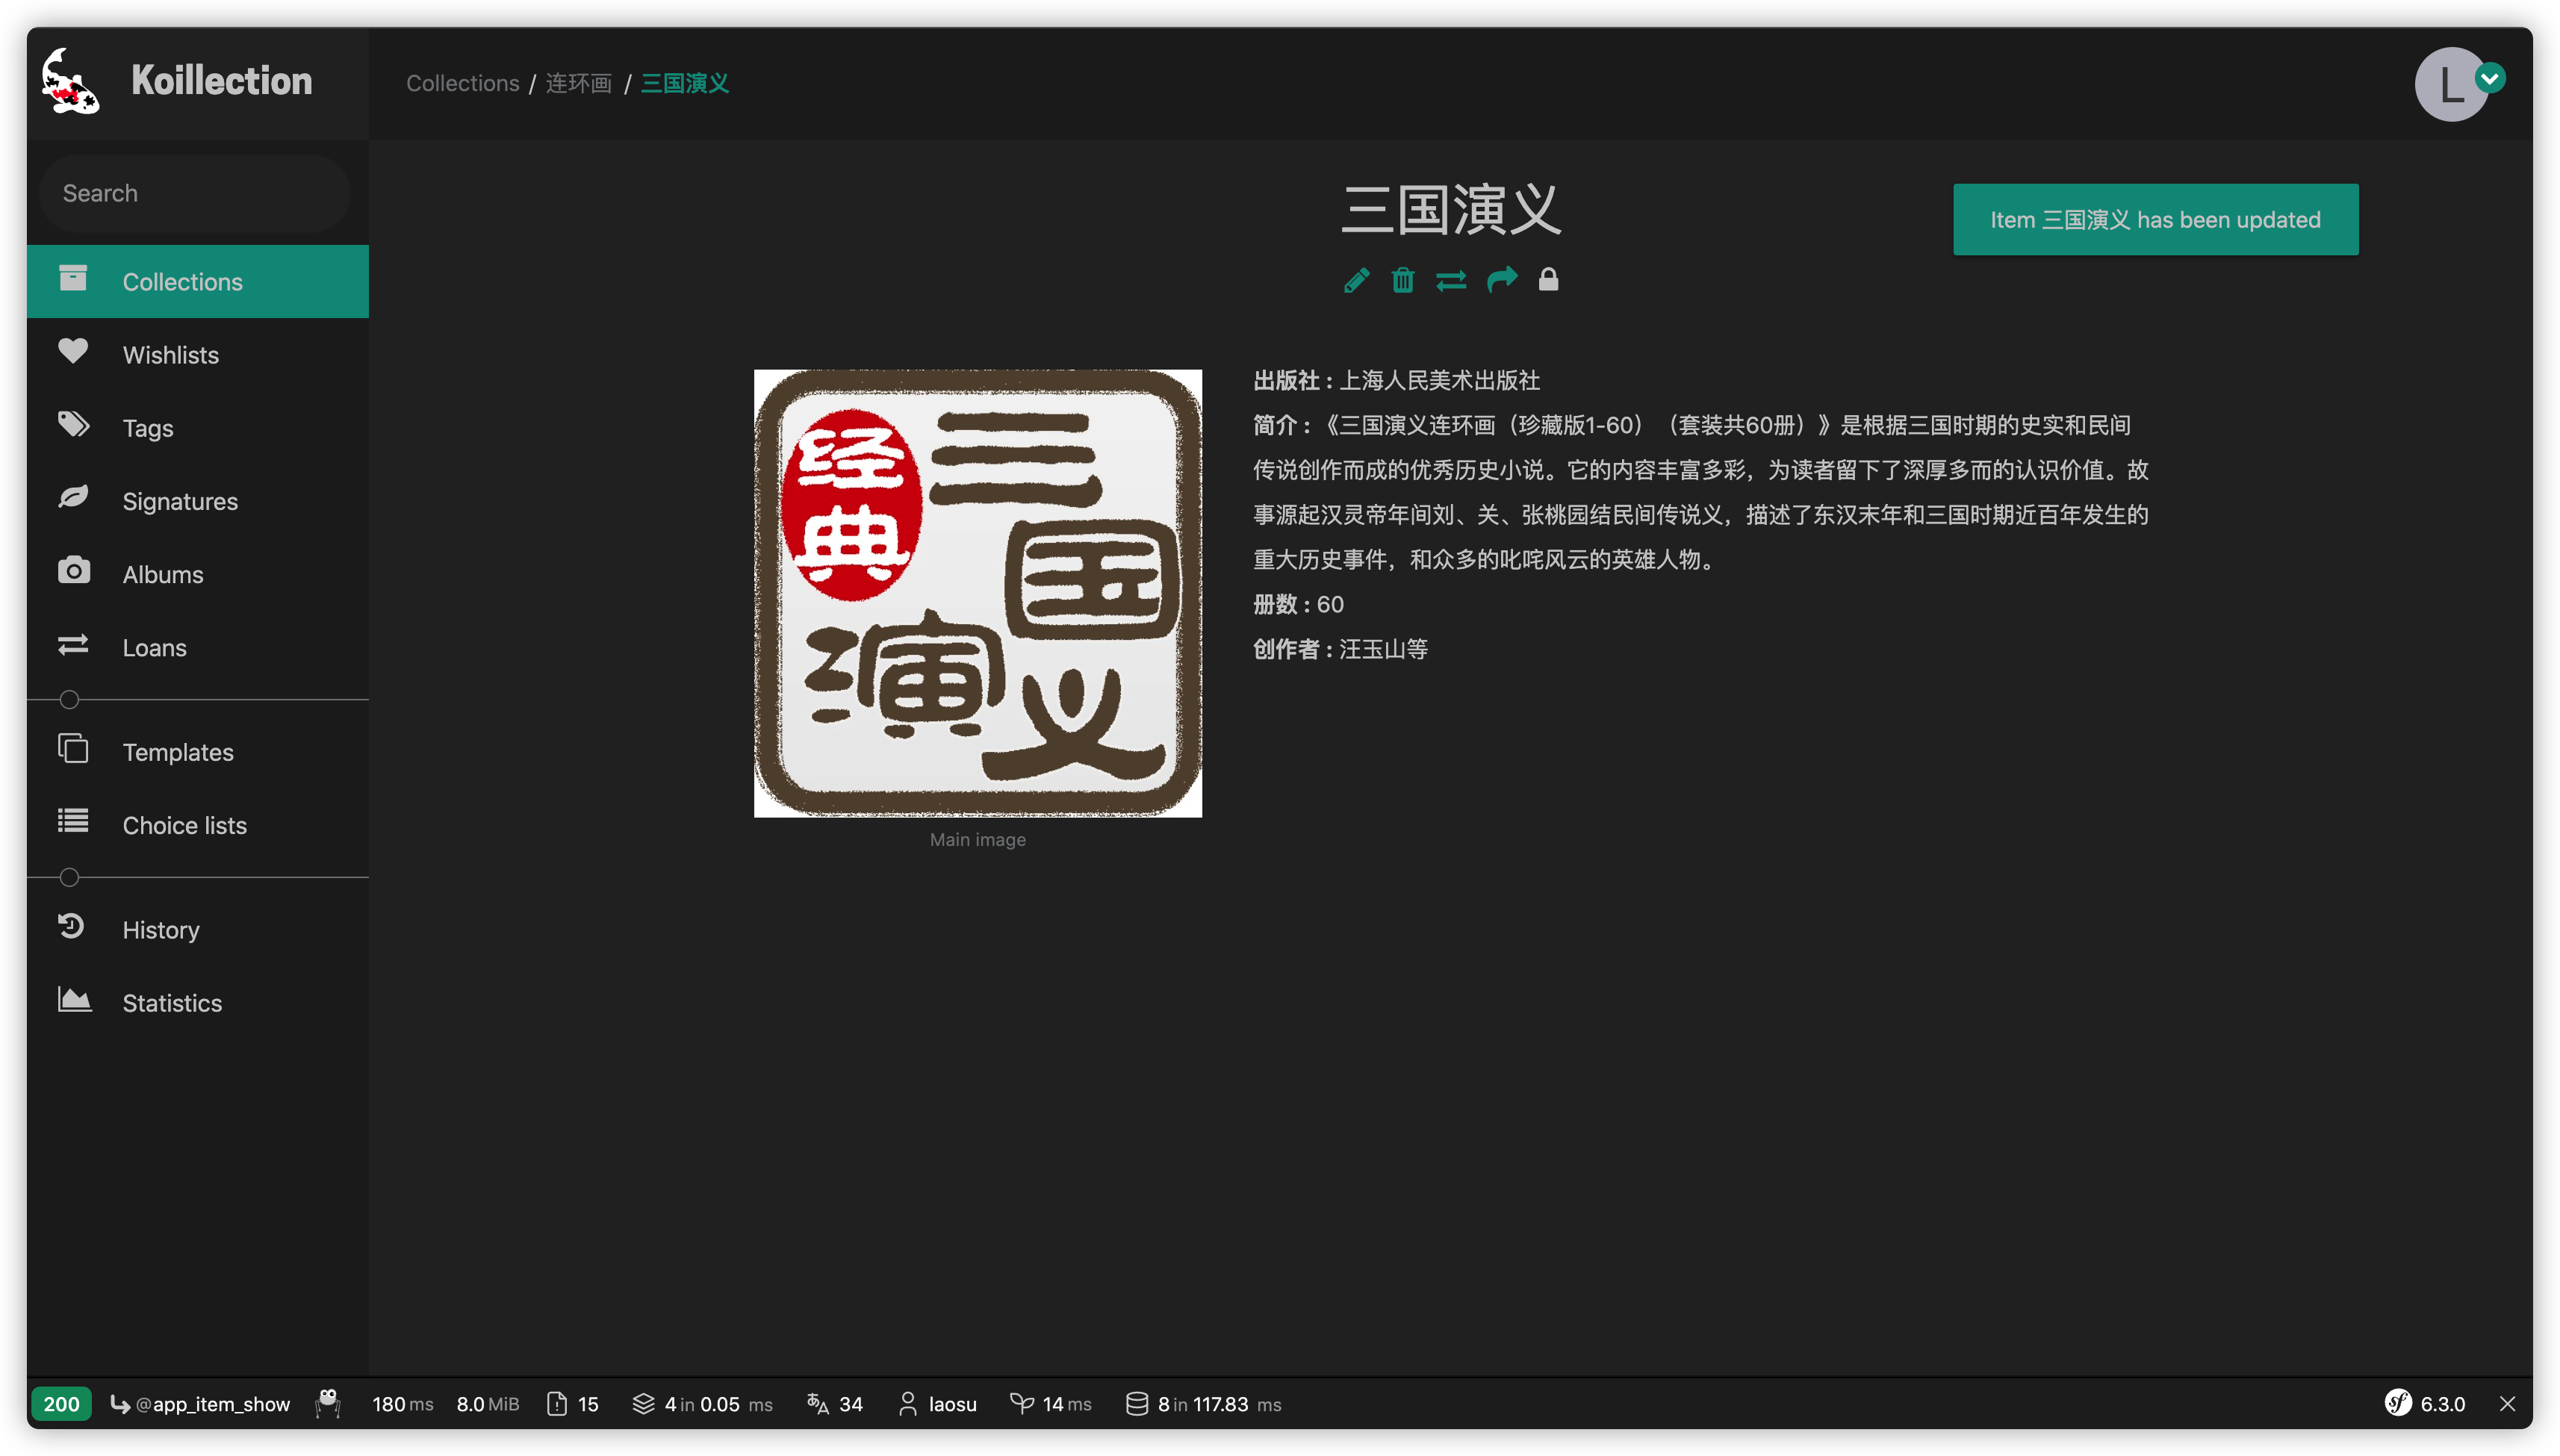 Koillection
Collections / 连环画 / 三国演义
L
Search
Collections
Wishlists
Tags
Signatures
Albums
Loans
Templates
Choice lists
History
Statistics
三国演义
Item 三国演义 has been updated
经典
三国演义
Main image
出版社 : 上海人民美术出版社
简介 : 《三国演义连环画（珍藏版1-60）（套装共60册）》是根据三国时期的史实和民间
传说创作而成的优秀历史小说。它的内容丰富多彩，为读者留下了深厚多而的认识价值。故
事源起汉灵帝年间刘、关、张桃园结民间传说义，描述了东汉末年和三国时期近百年发生的
重大历史事件，和众多的叱咤风云的英雄人物。
册数 : 60
创作者 : 汪玉山等
200 @app_item_show 180 ms 8.0 MiB 15 4 in 0.05 ms 34 laosu 14 ms 8 in 117.83 ms sf 6.3.0